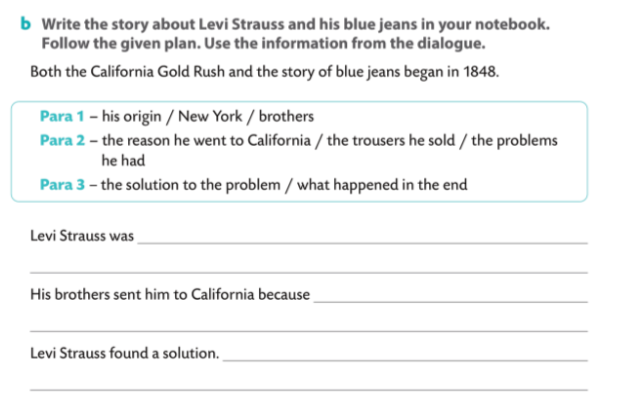 b Write the story about Levi Strauss and his blue jeans in your notebook.
Follow the given plan. Use the information from the dialogue.
Both the California Gold Rush and the story of blue jeans began in 1848.
Para 1 – his origin / New York / brothers
Para 2 – the reason he went to California / the trousers he sold / the problems
he had
Para 3 – the solution to the problem / what happened in the end
Levi Strauss was
His brothers sent him to California because
Levi Strauss found a solution.